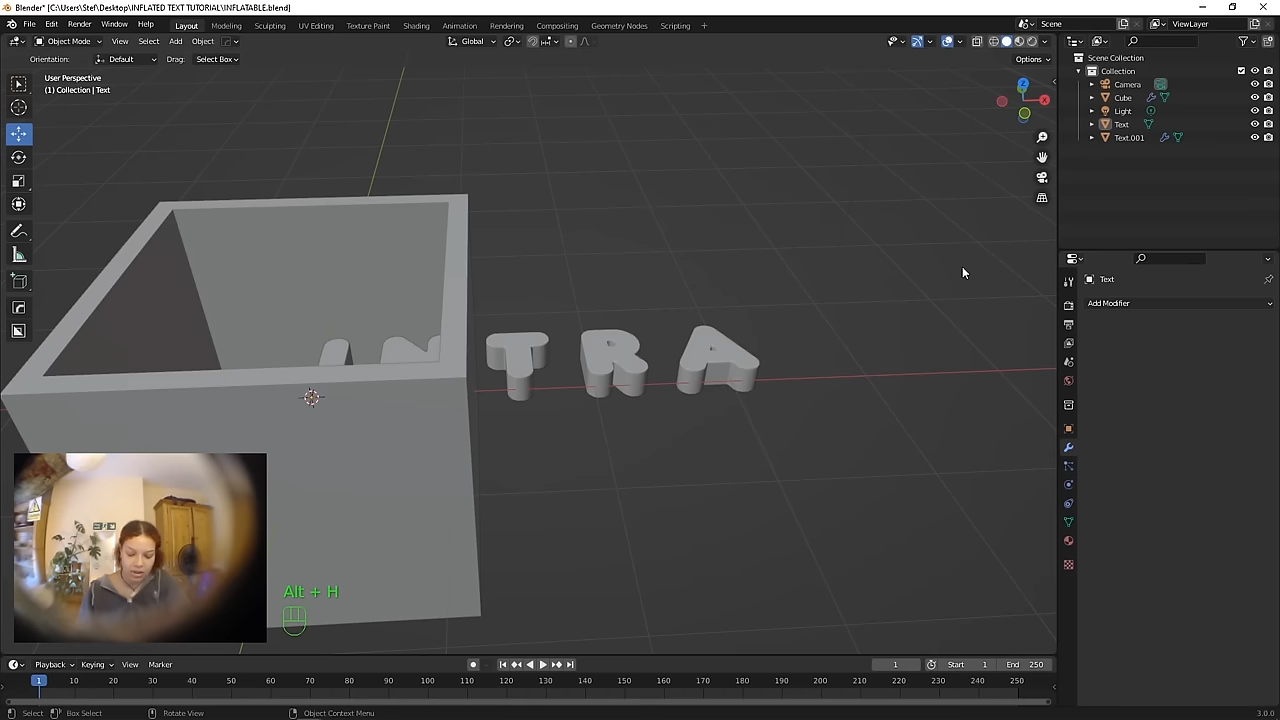 Blender* [C:\Users\Stef\Desktop\INFLATED TEXT TUTORIAL\INFLATABLE.blend]
File Edit Render Window Help Layout Modeling Sculpting UV Editing Texture Paint Shading Animation Rendering Compositing Geometry Nodes Scripting + Scene ViewLayer
Object Mode View Select Add Object Global Options
Orientation: Default Drag: Select Box
User Perspective
(1) Collection | Text
Scene Collection
Collection
Camera
Cube
Light
Text
Text.001
Text
Add Modifier
X
Z
T R A
Alt + H
Playback Keying View Marker 1 Start 1 End 250
1 10 20 30 40 50 60 70 80 90 100 110 120 130 140 150 160 170 180 190 200 210 220 230 240 250
Select Box Select Rotate View Object Context Menu 3.0.0